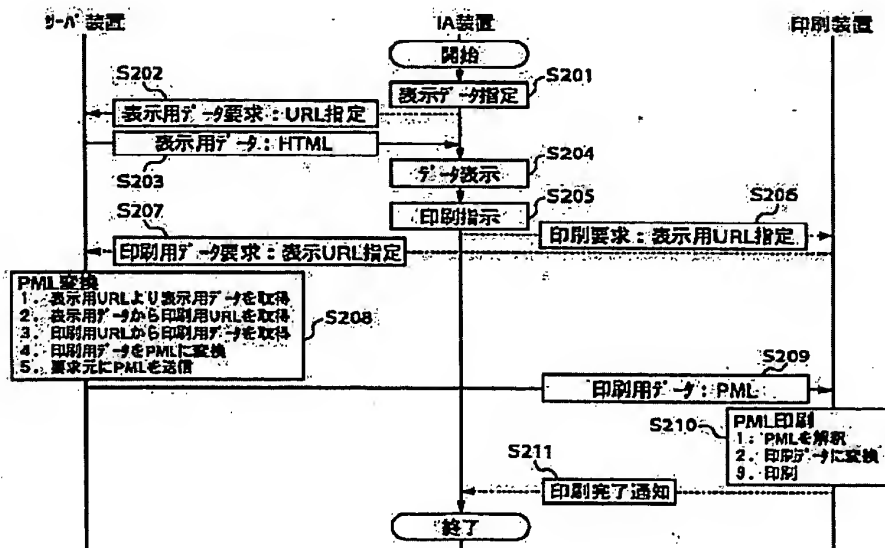 サーバ装置
IA装置
印刷装置
開始
S201
表示データ指定
S202
表示用データ要求：URL指定
表示用データ：HTML
S203
S204
データ表示
S205
印刷指示
S206
印刷要求：表示用URL指定
S207
印刷用データ要求：表示URL指定
PML変換
1．表示用URLより表示用データを取得
2．表示用データから印刷用URLを取得
3．印刷用URLから印刷用データを取得
4．印刷用データをPMLに変換
5．要求元にPMLを送信
S208
S209
印刷用データ：PML
S210
PML印刷
1．PMLを解釈
2．印刷データに変換
3．印刷
S211
印刷完了通知
終了